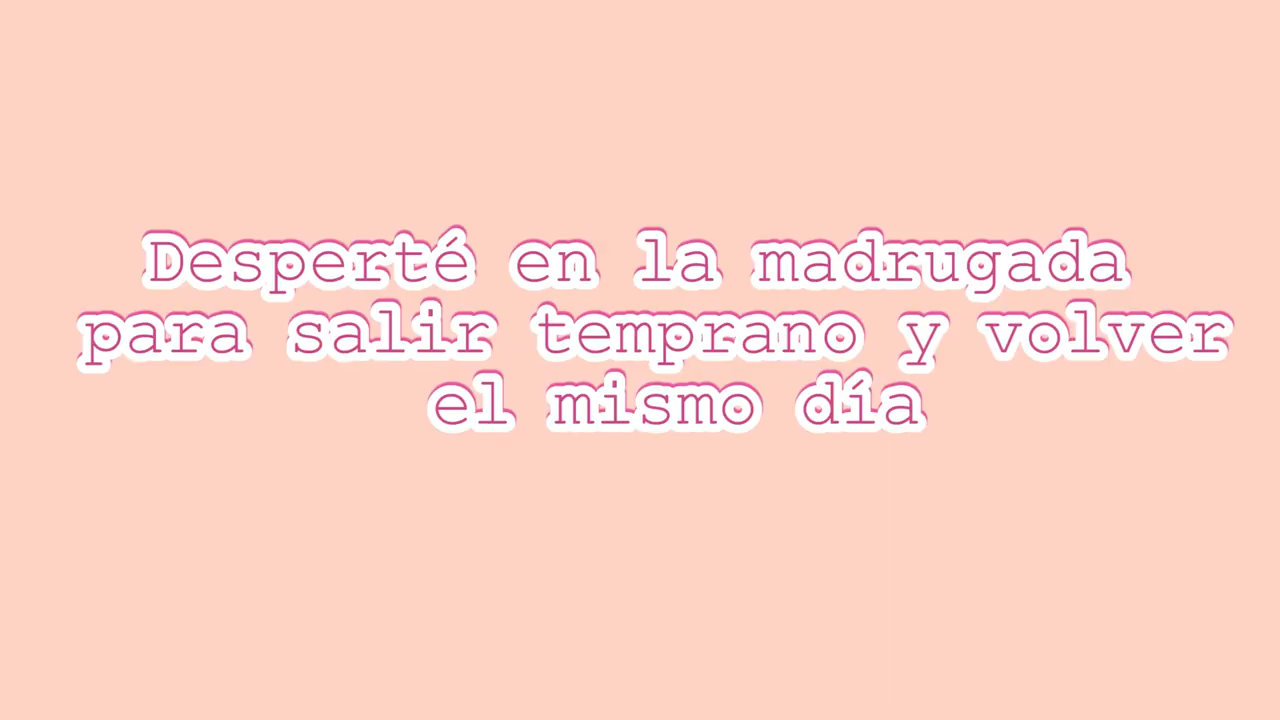 Desperté en la madrugada
para salir temprano y volver
el mismo día